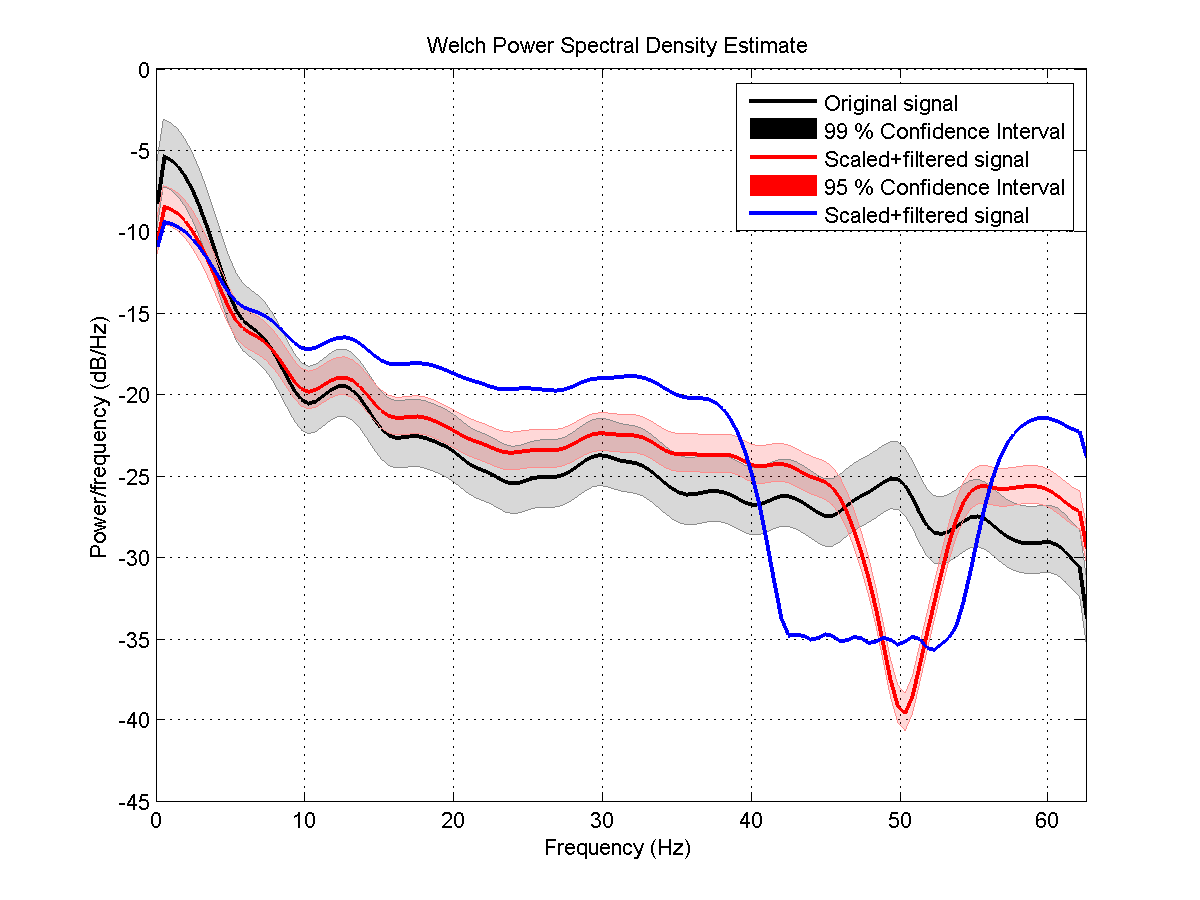 Welch Power Spectral Density Estimate
Original signal
99 % Confidence Interval
Scaled+filtered signal
95 % Confidence Interval
Scaled+filtered signal
Power/frequency (dB/Hz)
0
-5
-10
-15
-20
-25
-30
-35
-40
-45
0 10 20 30 40 50 60
Frequency (Hz)